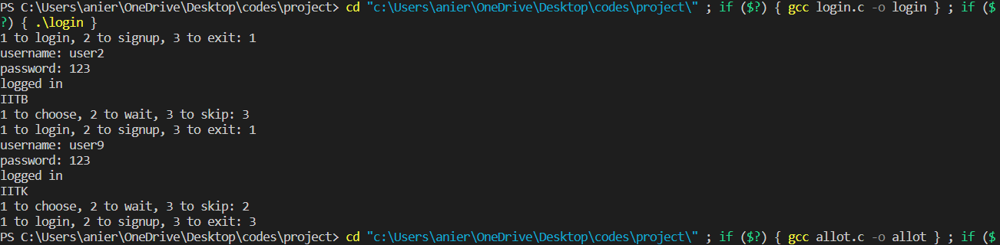 PS C:\Users\anier\OneDrive\Desktop\codes\project> cd "c:\Users\anier\OneDrive\Desktop\codes\project\" ; if ($?) { gcc login.c -o login } ; if ($
?) { .\login }
1 to login, 2 to signup, 3 to exit: 1
username: user2
password: 123
logged in
IITB
1 to choose, 2 to wait, 3 to skip: 3
1 to login, 2 to signup, 3 to exit: 1
username: user9
password: 123
logged in
IITK
1 to choose, 2 to wait, 3 to skip: 2
1 to login, 2 to signup, 3 to exit: 3
PS C:\Users\anier\OneDrive\Desktop\codes\project> cd "c:\Users\anier\OneDrive\Desktop\codes\project\" ; if ($?) { gcc allot.c -o allot } ; if ($